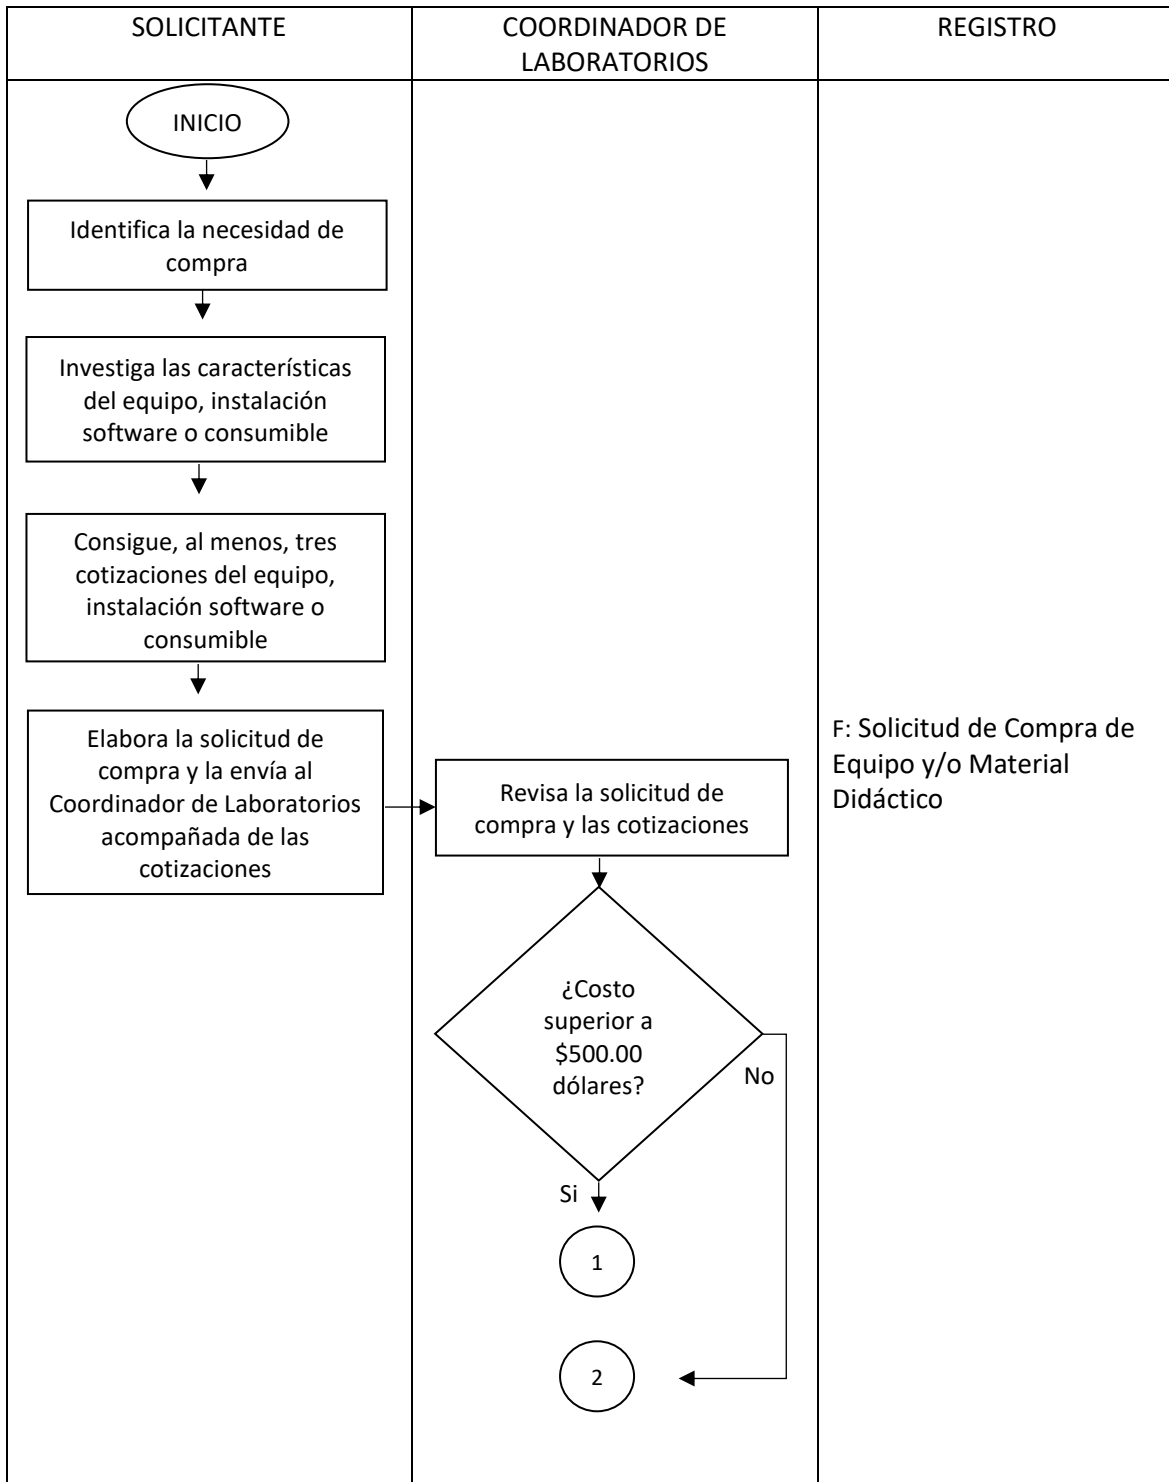 SOLICITANTE
COORDINADOR DE
LABORATORIOS
REGISTRO
INICIO
Identifica la necesidad de
compra
Investiga las características
del equipo, instalación
software o consumible
Consigue, al menos, tres
cotizaciones del equipo,
instalación software o
consumible
Elabora la solicitud de
compra y la envía al
Coordinador de Laboratorios
acompañada de las
cotizaciones
Revisa la solicitud de
compra y las cotizaciones
F: Solicitud de Compra de
Equipo y/o Material
Didáctico
¿Costo
superior a
$500.00
dólares?
No
Si
1
2